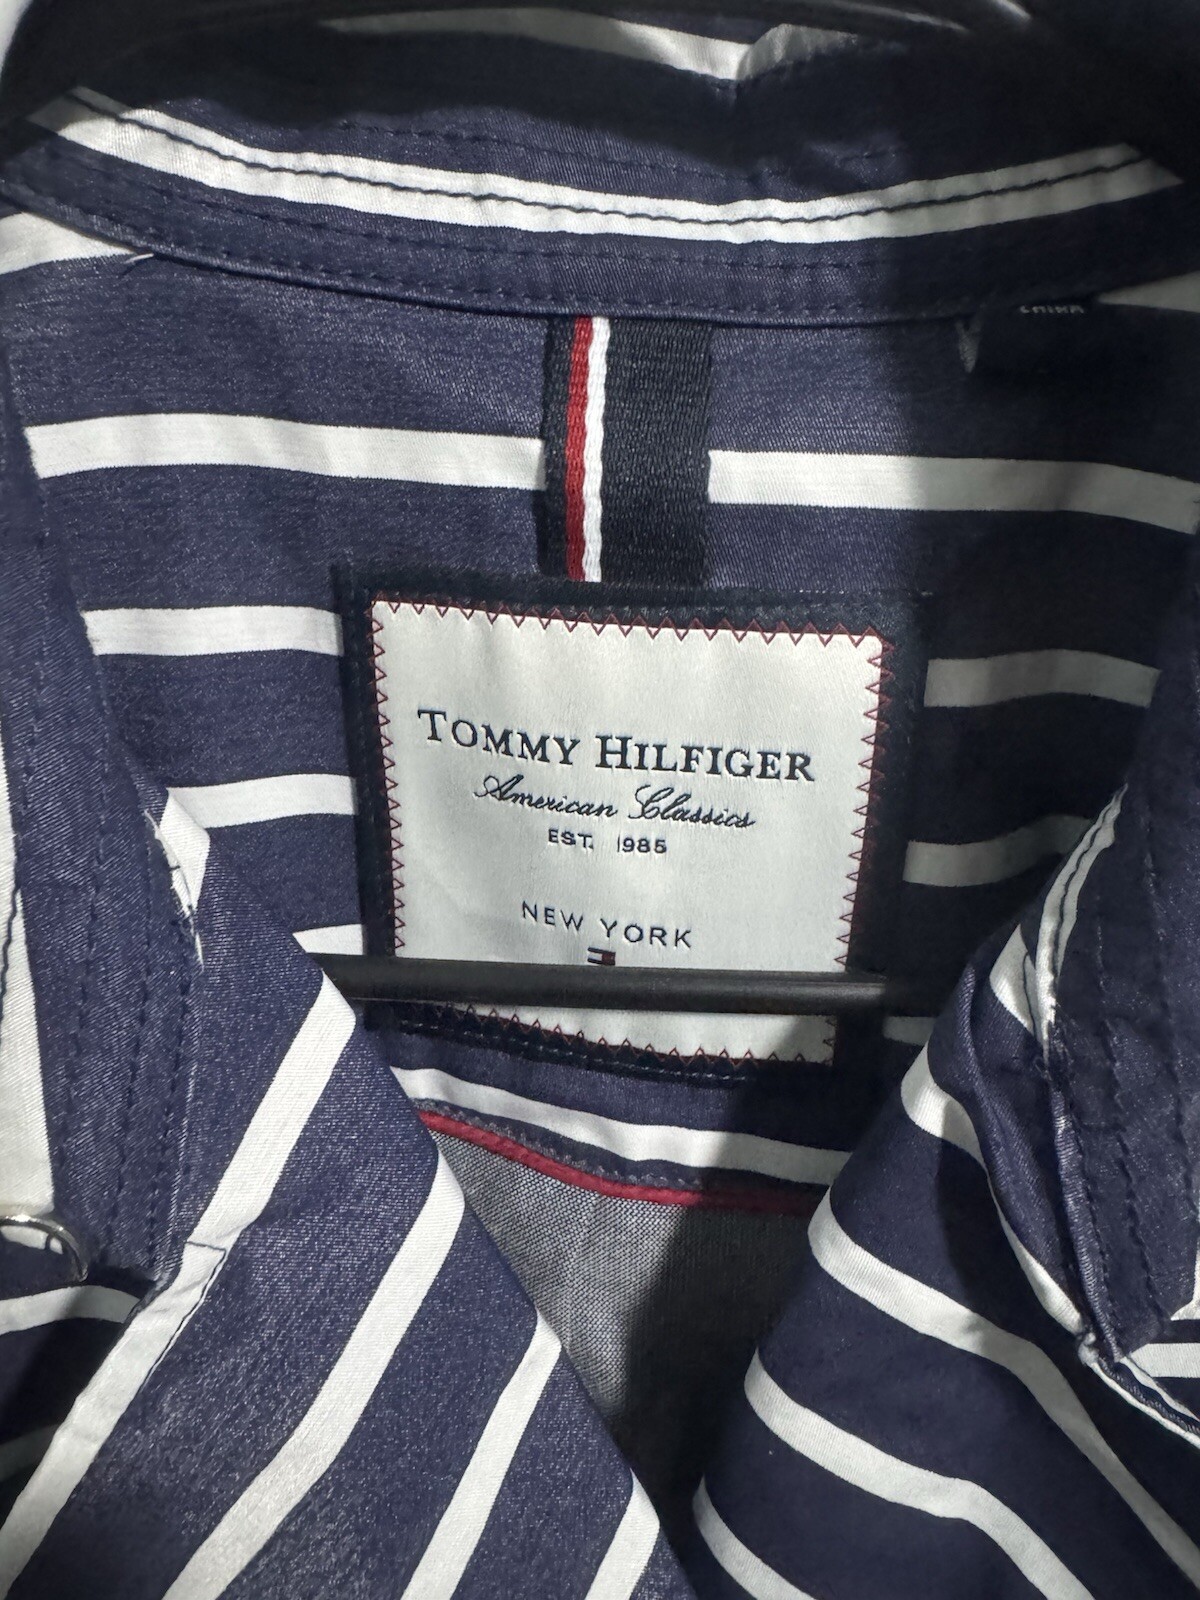 TOMMY HILFIGER
American Classics
EST. 1985
NEW YORK